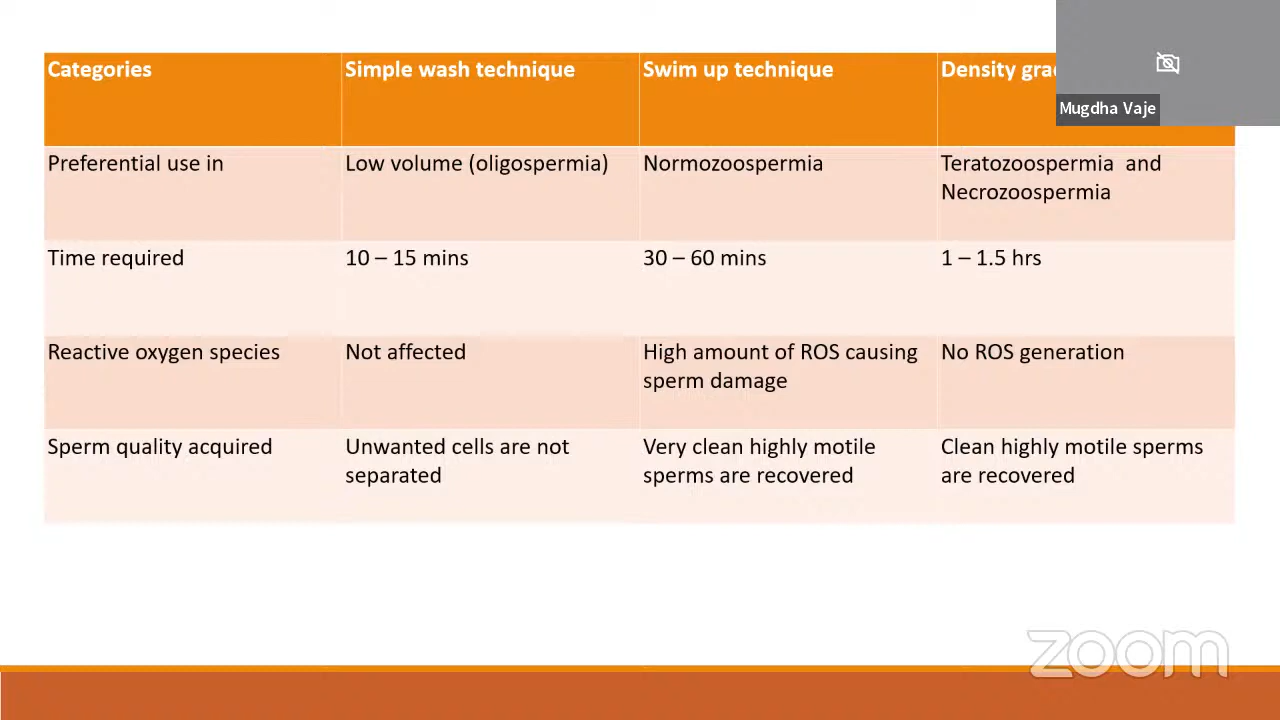 Categories
Simple wash technique
Swim up technique
Density
Mugdha Vaje
Preferential use in
Low volume (oligospermia)
Normozoospermia
Teratozoospermia and
Necrozoospermia
Time required
10 – 15 mins
30 – 60 mins
1 – 1.5 hrs
Reactive oxygen species
Not affected
High amount of ROS causing
sperm damage
No ROS generation
Sperm quality acquired
Unwanted cells are not
separated
Very clean highly motile
sperms are recovered
Clean highly motile sperms
are recovered
zoom